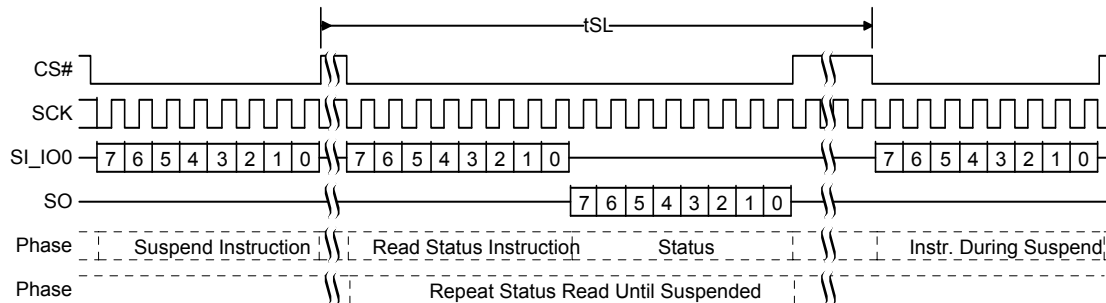 tSL
CS#
SCK
SI_IO0 7 6 5 4 3 2 1 0 7 6 5 4 3 2 1 0 7 6 5 4 3 2 1 0
SO 7 6 5 4 3 2 1 0
Phase Suspend Instruction Read Status Instruction Status Instr. During Suspend
Phase Repeat Status Read Until Suspended